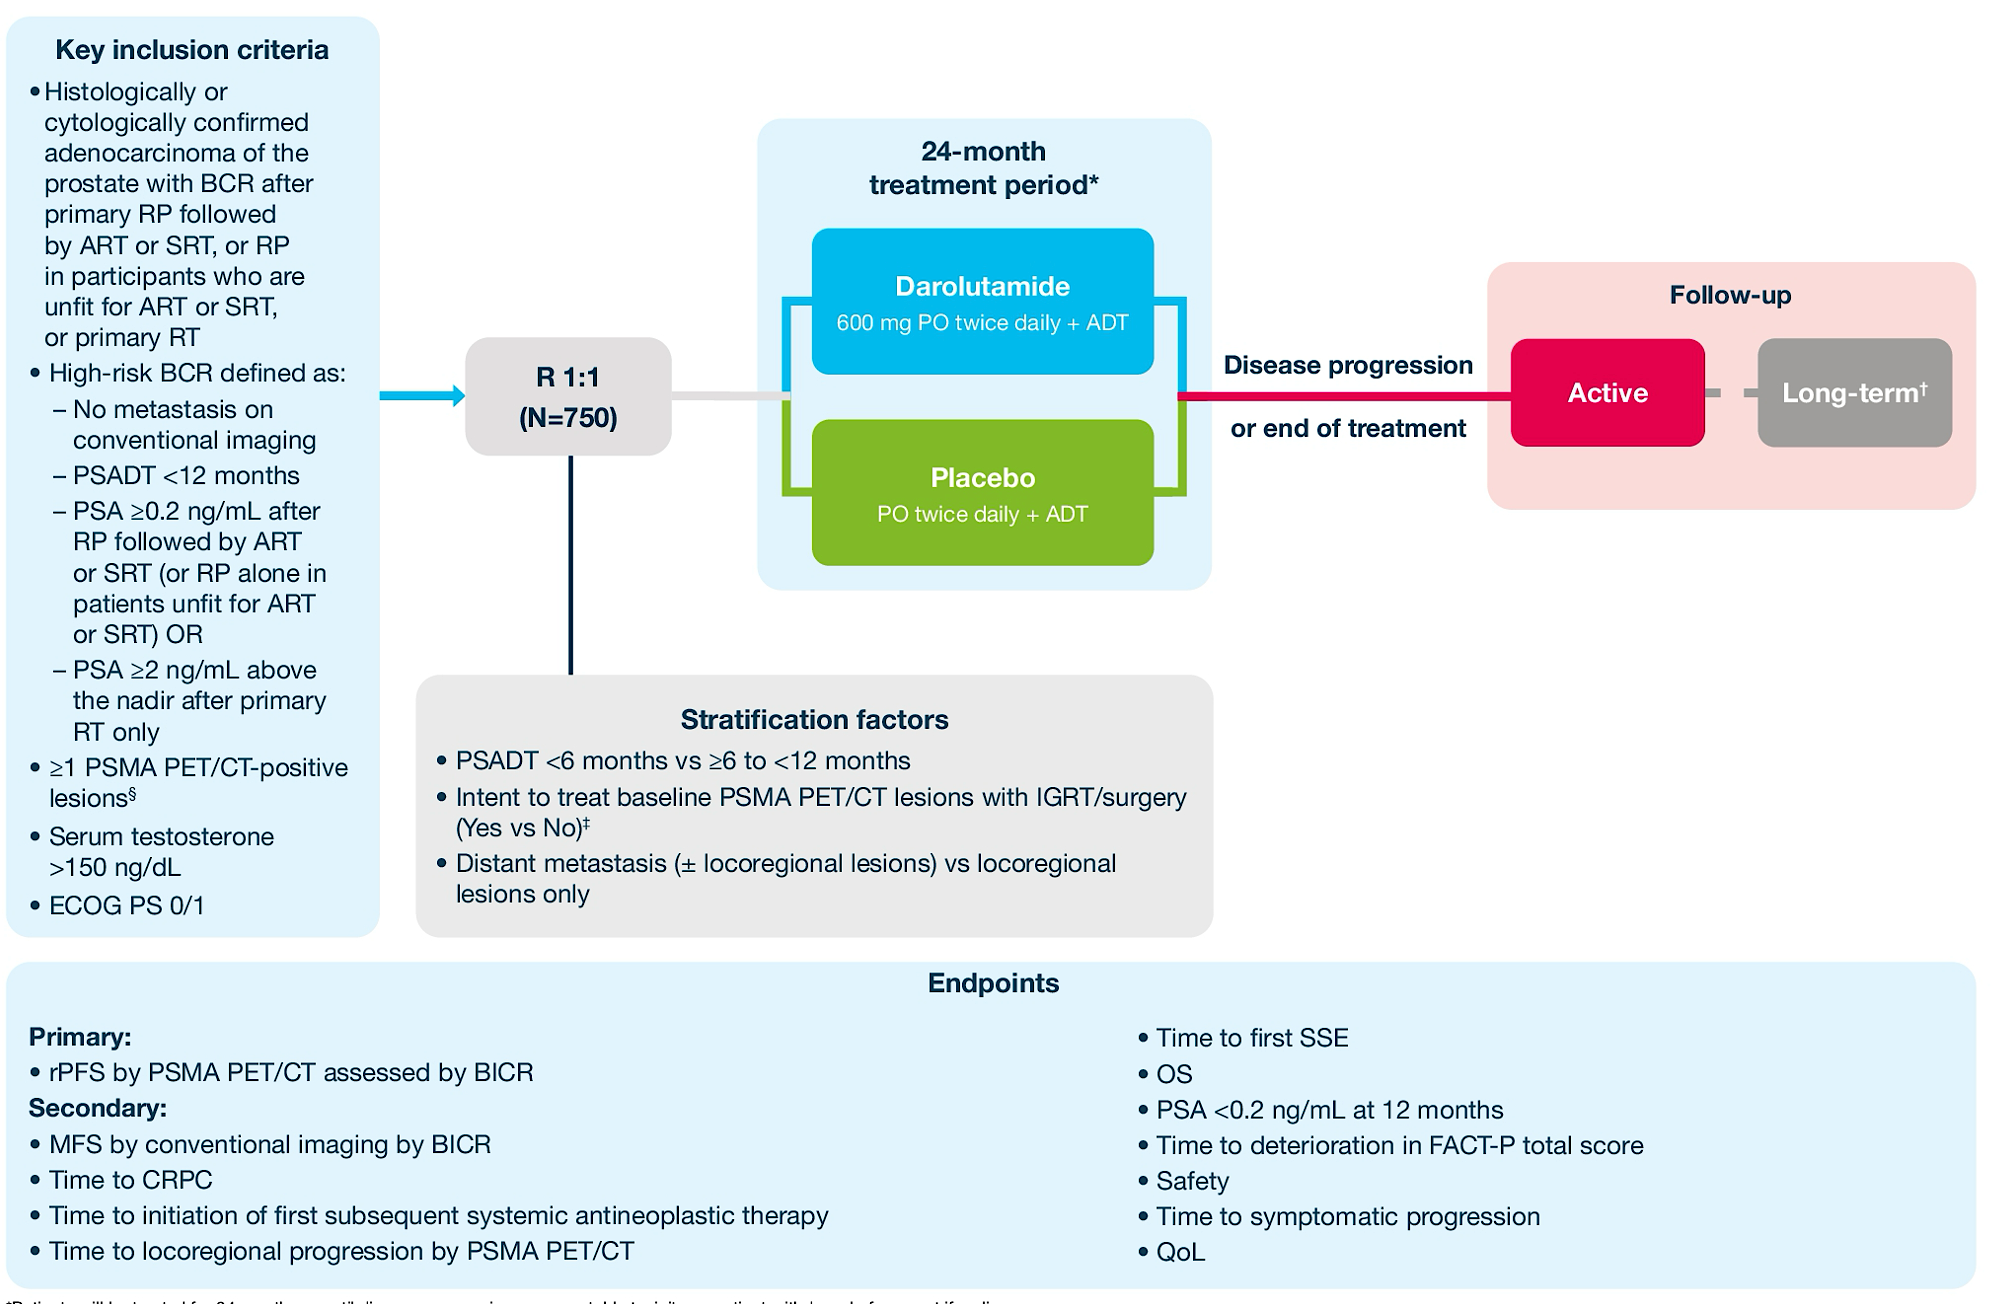 Key inclusion criteria
• Histologically or
cytologically confirmed
adenocarcinoma of the
prostate with BCR after
primary RP followed
by ART or SRT, or RP
in participants who are
unfit for ART or SRT,
or primary RT
• High-risk BCR defined as:
– No metastasis on
conventional imaging
– PSADT <12 months
– PSA ≥0.2 ng/mL after
RP followed by ART
or SRT (or RP alone in
patients unfit for ART
or SRT) OR
– PSA ≥2 ng/mL above
the nadir after primary
RT only
• ≥1 PSMA PET/CT-positive
lesions§
• Serum testosterone
>150 ng/dL
• ECOG PS 0/1
R 1:1
(N=750)
24-month
treatment period*
Darolutamide
600 mg PO twice daily + ADT
Placebo
PO twice daily + ADT
Disease progression
or end of treatment
Follow-up
Active
Long-term†
Stratification factors
• PSADT <6 months vs ≥6 to <12 months
• Intent to treat baseline PSMA PET/CT lesions with IGRT/surgery
(Yes vs No)‡
• Distant metastasis (± locoregional lesions) vs locoregional
lesions only
Endpoints
Primary:
• rPFS by PSMA PET/CT assessed by BICR
Secondary:
• MFS by conventional imaging by BICR
• Time to CRPC
• Time to initiation of first subsequent systemic antineoplastic therapy
• Time to locoregional progression by PSMA PET/CT
• Time to first SSE
• OS
• PSA <0.2 ng/mL at 12 months
• Time to deterioration in FACT-P total score
• Safety
• Time to symptomatic progression
• QoL